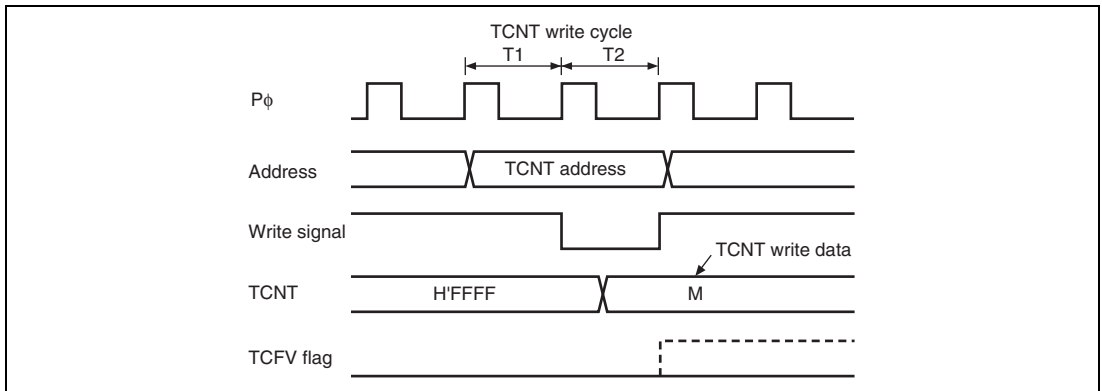 TCNT write cycle
T1 T2
Pϕ
Address TCNT address
Write signal
TCNT write data
TCNT H'FFFF M
TCFV flag